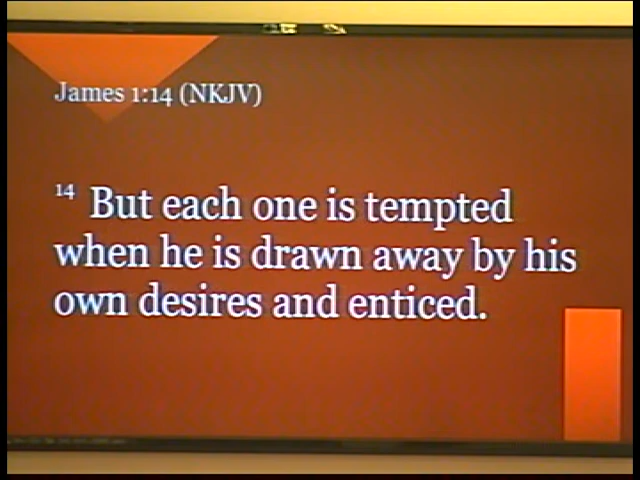 James 1:14 (NKJV)
14 But each one is tempted
when he is drawn away by his
own desires and enticed.